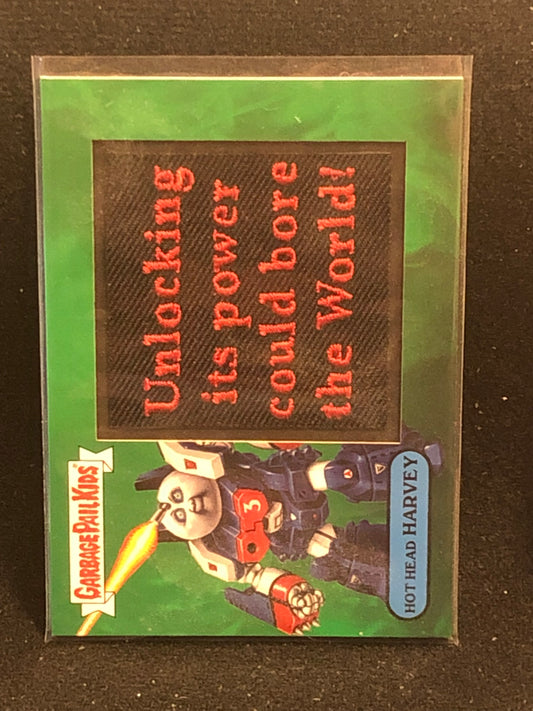 Unlocking
its power
could bore
the World!
GARBAGE PAIL KIDS
3
HOT HEAD HARVEY